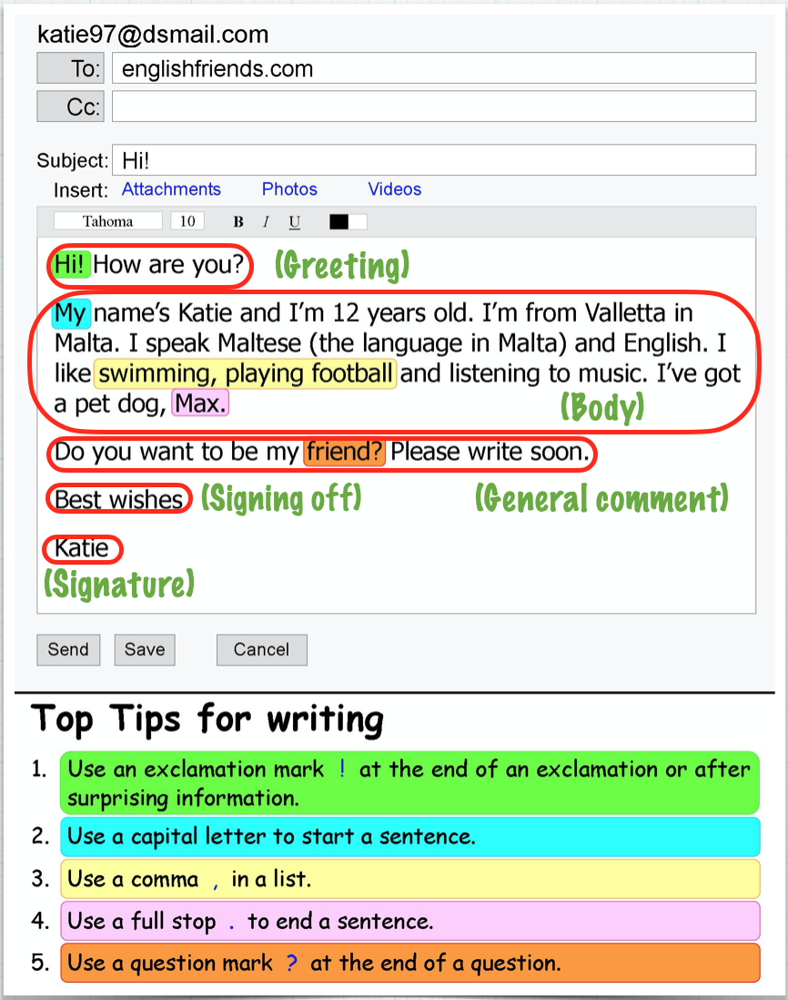 katie97@dsmail.com
To: englishfriends.com
Cc:
Subject: Hi!
Insert: Attachments Photos Videos
Tahoma 10 B I U
Hi! How are you? (Greeting)
My name’s Katie and I’m 12 years old. I’m from Valletta in
Malta. I speak Maltese (the language in Malta) and English. I
like swimming, playing football and listening to music. I’ve got
a pet dog, Max. (Body)
Do you want to be my friend? Please write soon.
Best wishes (Signing off) (General comment)
Katie
(Signature)
Send Save Cancel
Top Tips for writing
1. Use an exclamation mark ! at the end of an exclamation or after
surprising information.
2. Use a capital letter to start a sentence.
3. Use a comma , in a list.
4. Use a full stop . to end a sentence.
5. Use a question mark ? at the end of a question.